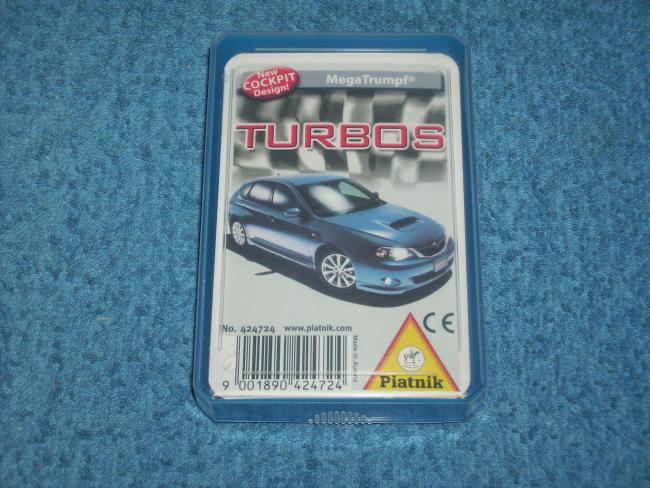 New
COCKPIT
Design!
MegaTrumpf®
TURBOS
No. 424724 www.piatnik.com
Made in Austria
CE
9 001890 424724
Piatnik